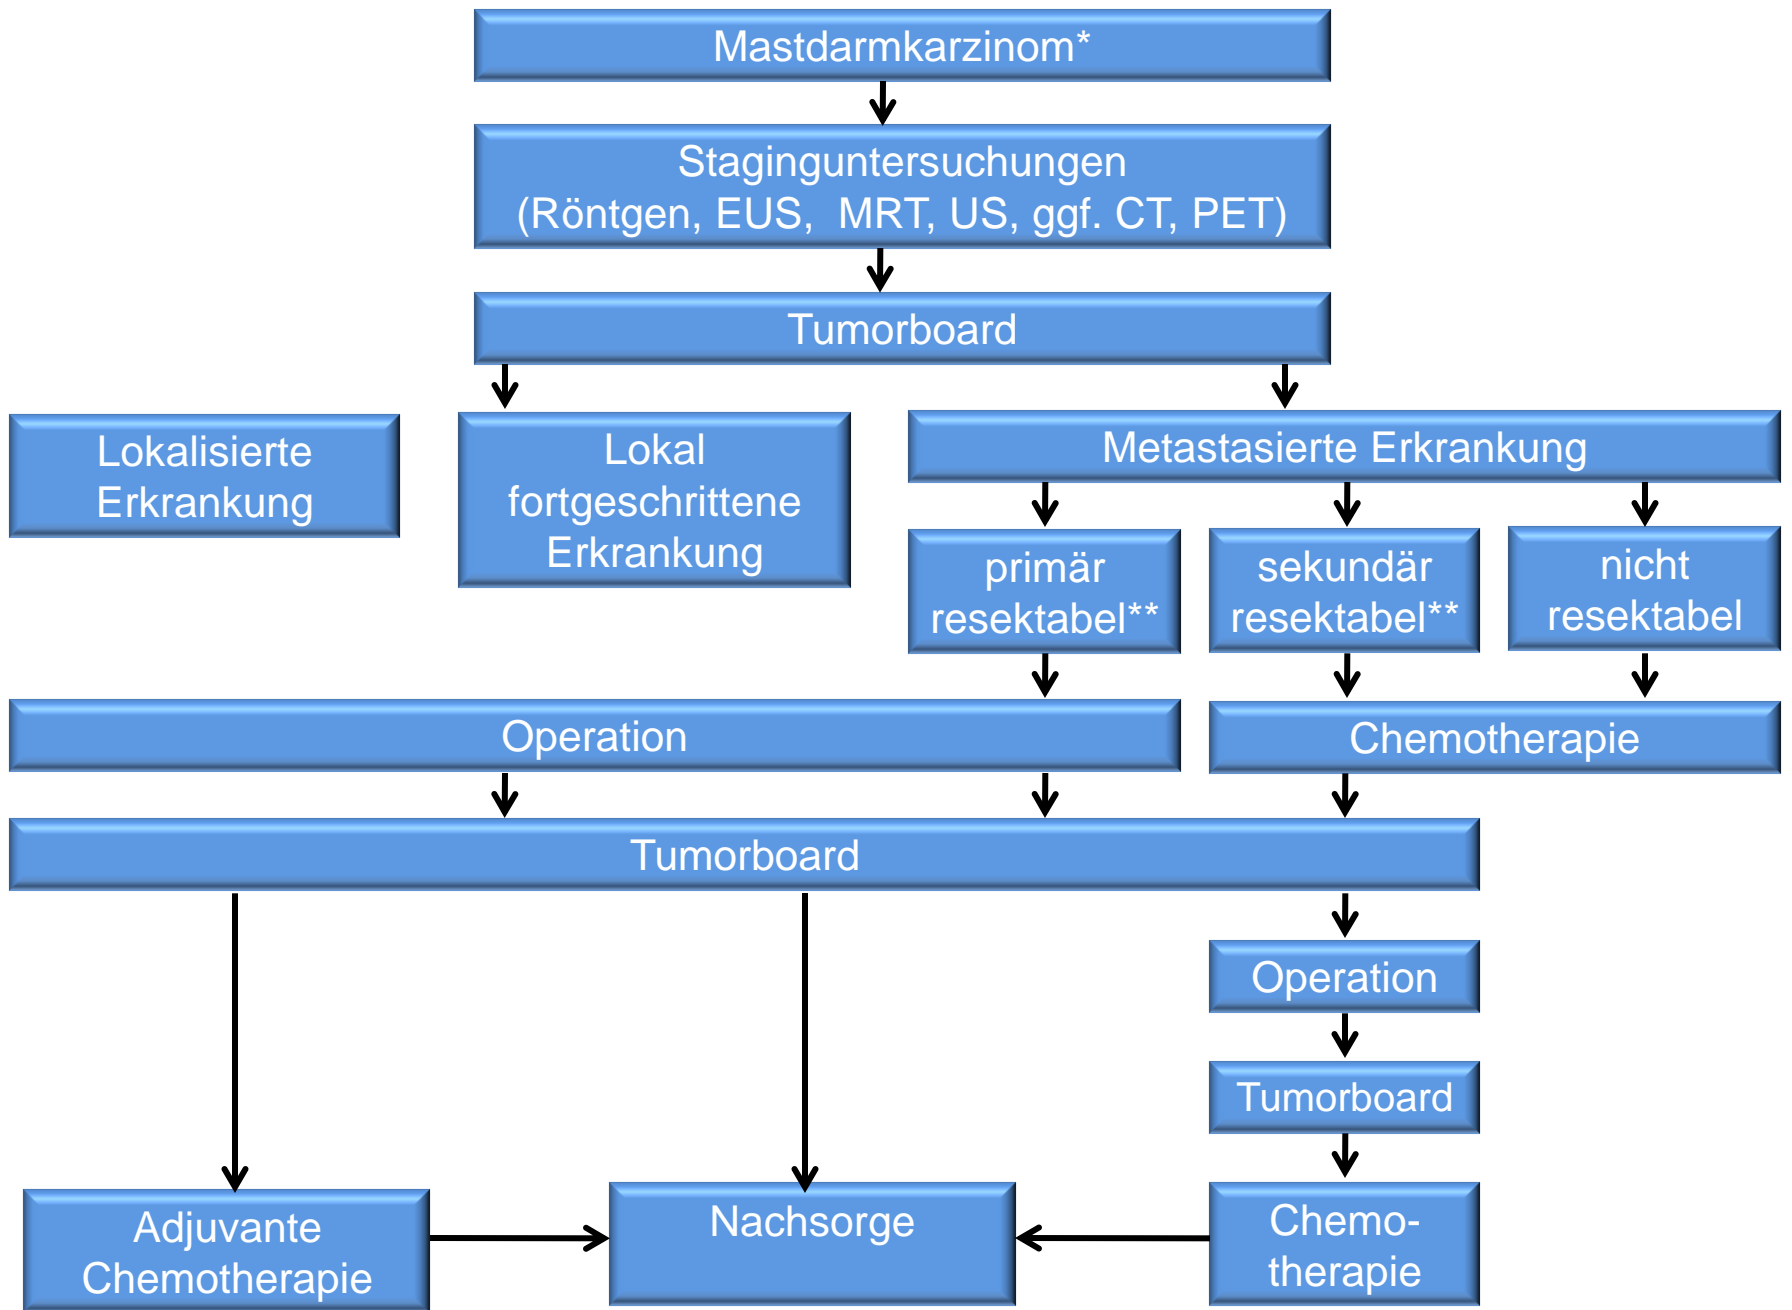 Mastdarmkarzinom*
Staginguntersuchungen
(Röntgen, EUS,  MRT, US, ggf. CT, PET)
Tumorboard
Lokalisierte
Erkrankung
Lokal
fortgeschrittene
Erkrankung
Metastasierte Erkrankung
primär
resektabel**
sekundär
resektabel**
nicht
resektabel
Operation
Chemotherapie
Tumorboard
Operation
Tumorboard
Adjuvante
Chemotherapie
Nachsorge
Chemo-
therapie